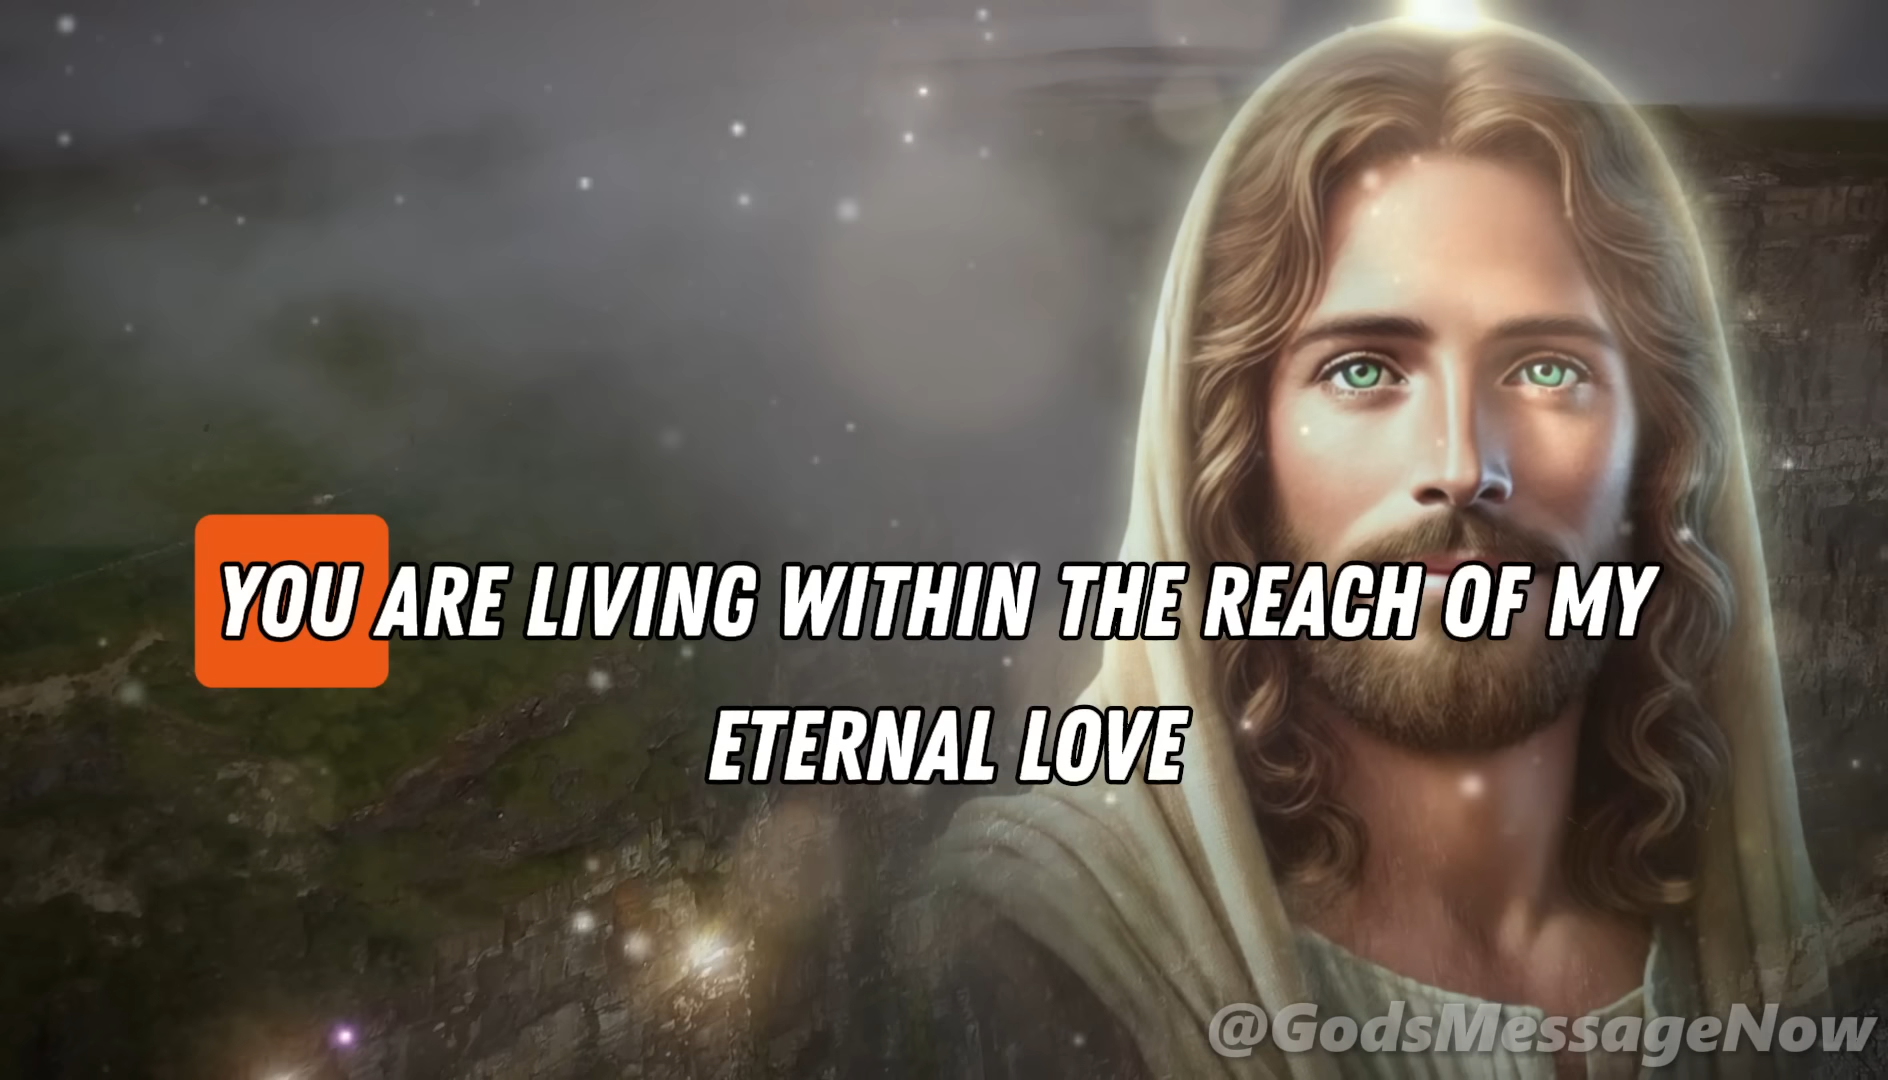 YOU ARE LIVING WITHIN THE REACH OF MY
ETERNAL LOVE
@GodsMessageNow